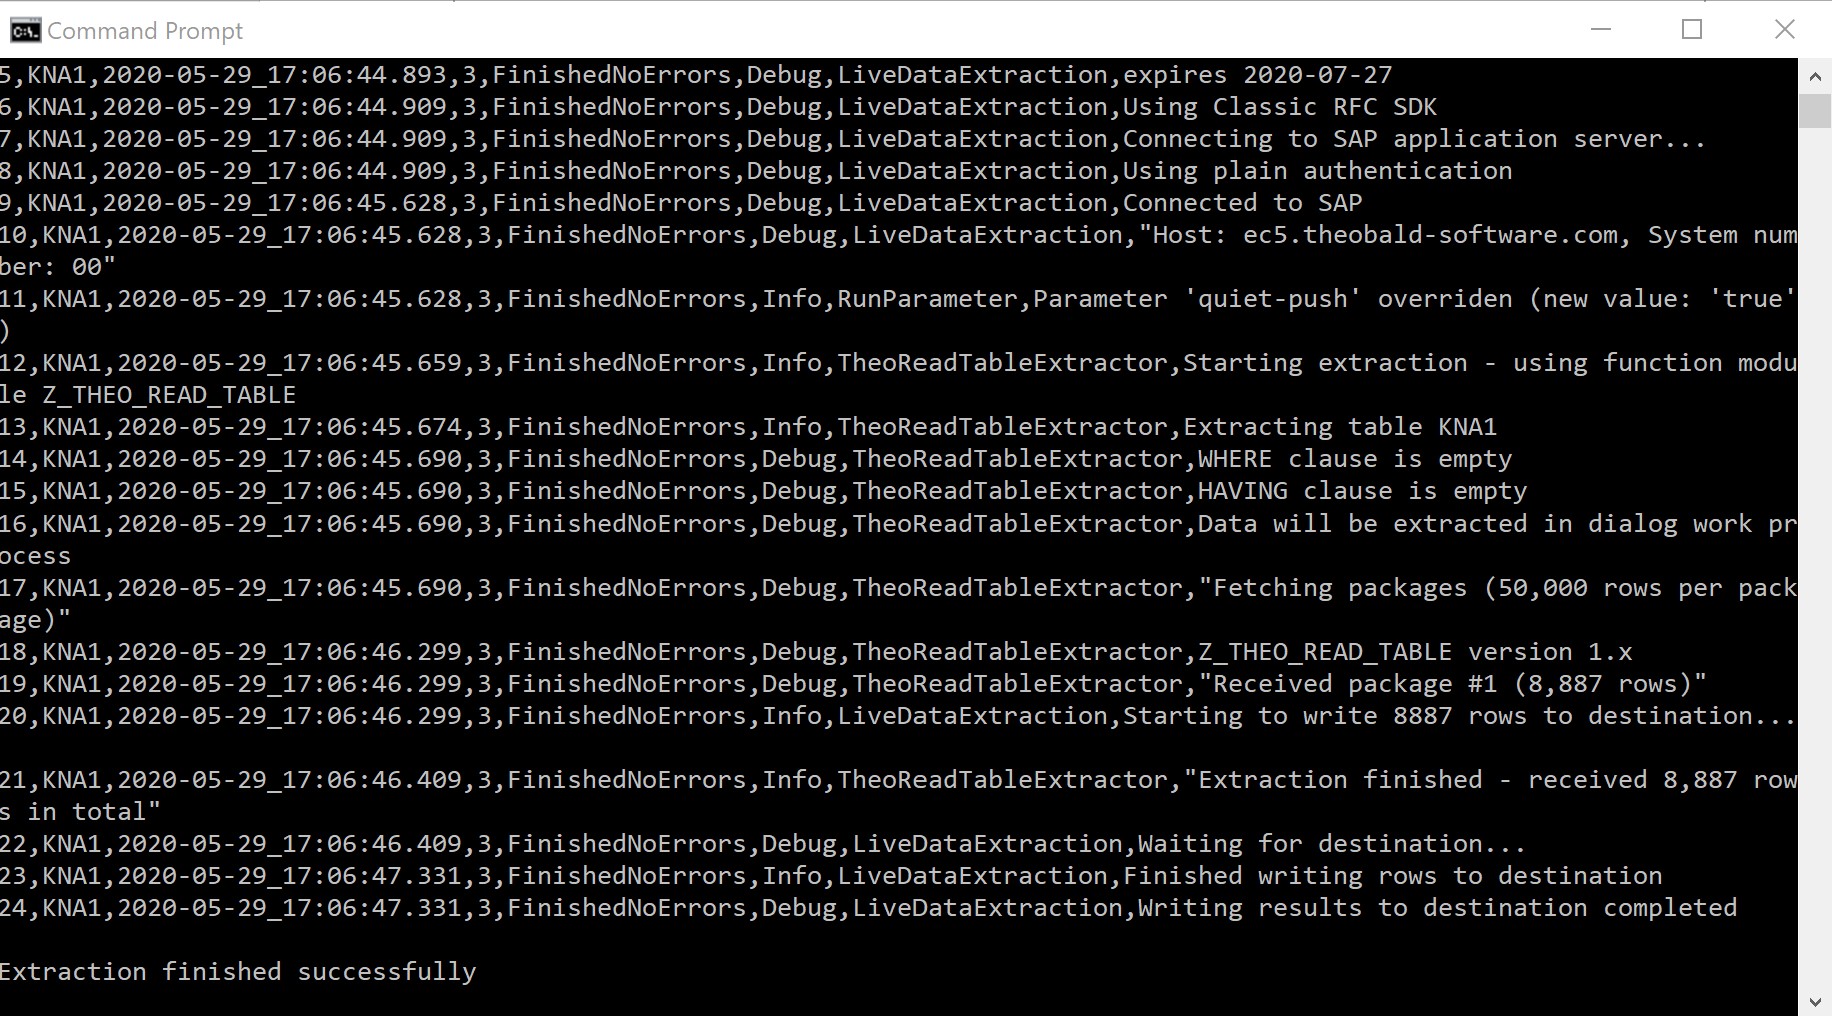 Command Prompt
5,KNA1,2020-05-29_17:06:44.893,3,FinishedNoErrors,Debug,LiveDataExtraction,expires 2020-07-27
6,KNA1,2020-05-29_17:06:44.909,3,FinishedNoErrors,Debug,LiveDataExtraction,Using Classic RFC SDK
7,KNA1,2020-05-29_17:06:44.909,3,FinishedNoErrors,Debug,LiveDataExtraction,Connecting to SAP application server...
8,KNA1,2020-05-29_17:06:44.909,3,FinishedNoErrors,Debug,LiveDataExtraction,Using plain authentication
9,KNA1,2020-05-29_17:06:45.628,3,FinishedNoErrors,Debug,LiveDataExtraction,Connected to SAP
10,KNA1,2020-05-29_17:06:45.628,3,FinishedNoErrors,Debug,LiveDataExtraction,"Host: ec5.theobald-software.com, System num
ber: 00"
11,KNA1,2020-05-29_17:06:45.628,3,FinishedNoErrors,Info,RunParameter,Parameter 'quiet-push' overriden (new value: 'true'
)
12,KNA1,2020-05-29_17:06:45.659,3,FinishedNoErrors,Info,TheoReadTableExtractor,Starting extraction - using function modu
le Z_THEO_READ_TABLE
13,KNA1,2020-05-29_17:06:45.674,3,FinishedNoErrors,Info,TheoReadTableExtractor,Extracting table KNA1
14,KNA1,2020-05-29_17:06:45.690,3,FinishedNoErrors,Debug,TheoReadTableExtractor,WHERE clause is empty
15,KNA1,2020-05-29_17:06:45.690,3,FinishedNoErrors,Debug,TheoReadTableExtractor,HAVING clause is empty
16,KNA1,2020-05-29_17:06:45.690,3,FinishedNoErrors,Debug,TheoReadTableExtractor,Data will be extracted in dialog work pr
ocess
17,KNA1,2020-05-29_17:06:45.690,3,FinishedNoErrors,Debug,TheoReadTableExtractor,"Fetching packages (50,000 rows per pack
age)"
18,KNA1,2020-05-29_17:06:46.299,3,FinishedNoErrors,Debug,TheoReadTableExtractor,Z_THEO_READ_TABLE version 1.x
19,KNA1,2020-05-29_17:06:46.299,3,FinishedNoErrors,Debug,TheoReadTableExtractor,"Received package #1 (8,887 rows)"
20,KNA1,2020-05-29_17:06:46.299,3,FinishedNoErrors,Info,LiveDataExtraction,Starting to write 8887 rows to destination...
21,KNA1,2020-05-29_17:06:46.409,3,FinishedNoErrors,Info,TheoReadTableExtractor,"Extraction finished - received 8,887 row
s in total"
22,KNA1,2020-05-29_17:06:46.409,3,FinishedNoErrors,Debug,LiveDataExtraction,Waiting for destination...
23,KNA1,2020-05-29_17:06:47.331,3,FinishedNoErrors,Info,LiveDataExtraction,Finished writing rows to destination
24,KNA1,2020-05-29_17:06:47.331,3,FinishedNoErrors,Debug,LiveDataExtraction,Writing results to destination completed
Extraction finished successfully